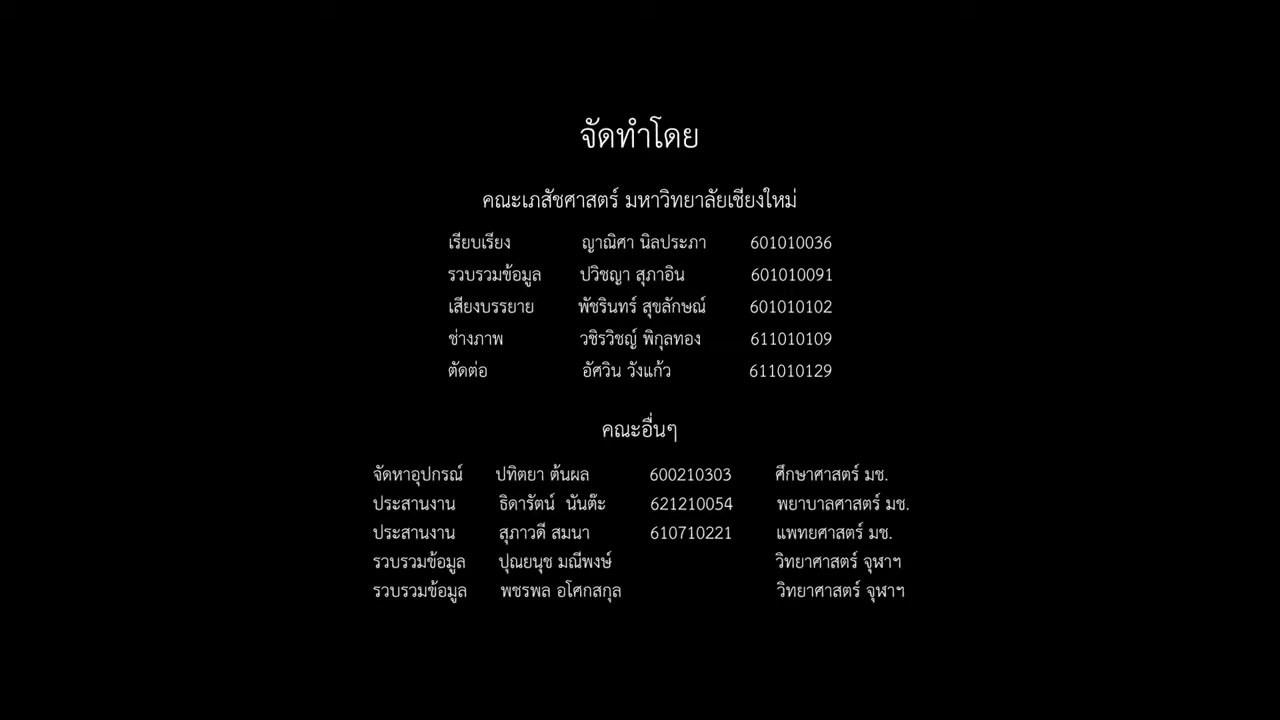 จัดทำโดย
คณะเภสัชศาสตร์ มหาวิทยาลัยเชียงใหม่
เรียบเรียง ญาณิศา นิลประภา 601010036
รวบรวมข้อมูล ปวิชญา สุภาอิน 601010091
เสียงบรรยาย พัชรินทร์ สุขลักษณ์ 601010102
ช่างภาพ วชิรวิชญ์ พิกุลทอง 611010109
ตัดต่อ อัศวิน วังแก้ว 611010129
คณะอื่นๆ
จัดหาอุปกรณ์ ปทิตยา ต้นผล 600210303 ศึกษาศาสตร์ มช.
ประสานงาน ธิดารัตน์ นันต๊ะ 621210054 พยาบาลศาสตร์ มช.
ประสานงาน สุภาวดี สมนา 610710221 แพทยศาสตร์ มช.
รวบรวมข้อมูล ปุณยนุช มณีพงษ์ วิทยาศาสตร์ จุฬาฯ
รวบรวมข้อมูล พชรพล อโศกสกุล วิทยาศาสตร์ จุฬาฯ